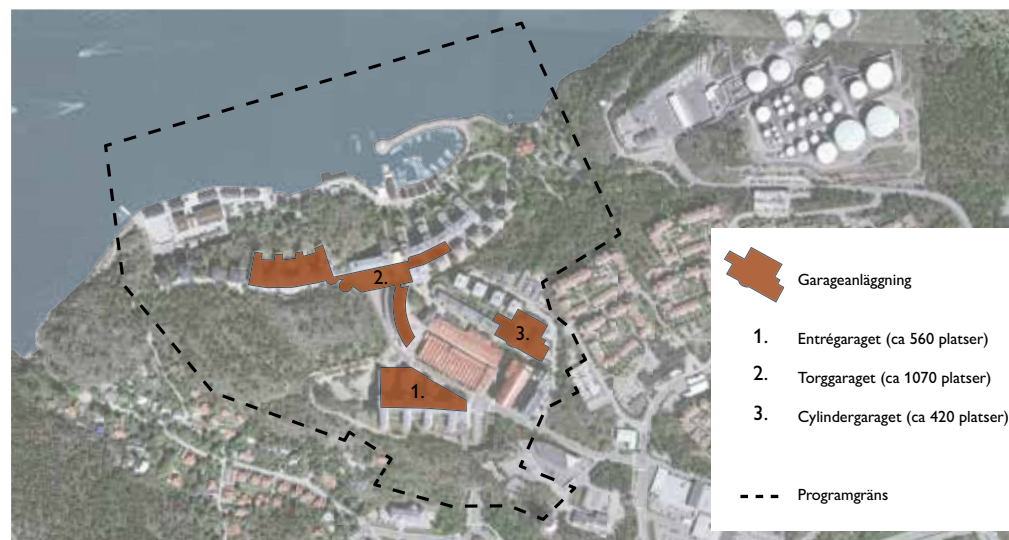 2.
3.
1.
Garageanläggning
1. Entrégaraget (ca 560 platser)
2. Torggaraget (ca 1070 platser)
3. Cylindergaraget (ca 420 platser)
Programgräns